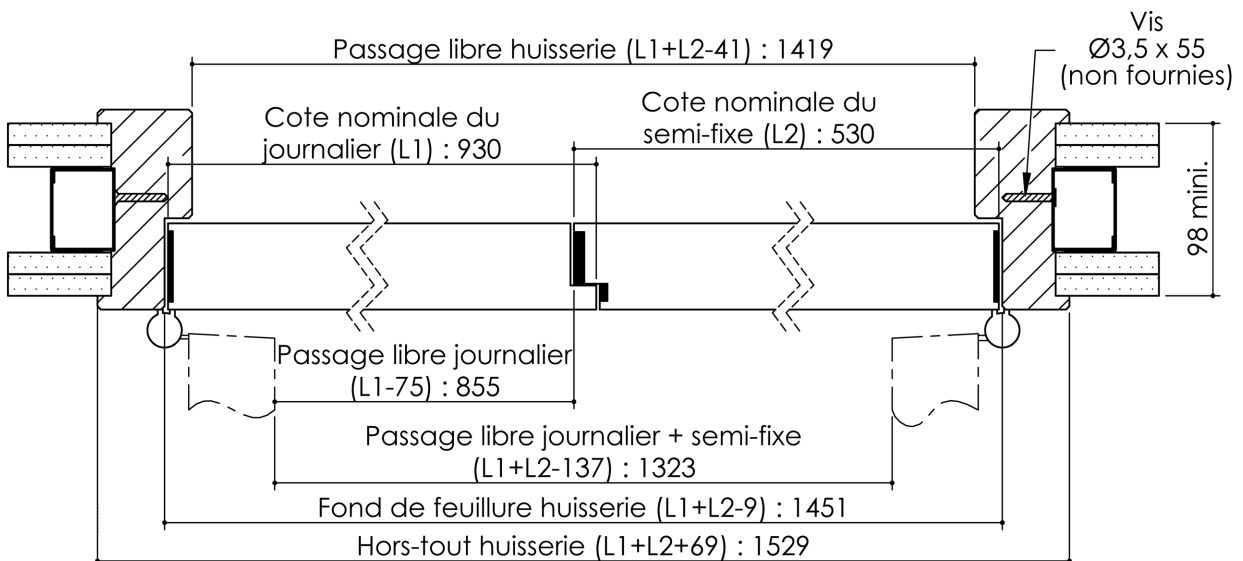 Vis
Ø3,5 x 55
(non fournies)
Passage libre huisserie (L1+L2-41) : 1419
Cote nominale du
journalier (L1) : 930
Cote nominale du
semi-fixe (L2) : 530
98 mini.
Passage libre journalier
(L1-75) : 855
Passage libre journalier + semi-fixe
(L1+L2-137) : 1323
Fond de feuillure huisserie (L1+L2-9) : 1451
Hors-tout huisserie (L1+L2+69) : 1529